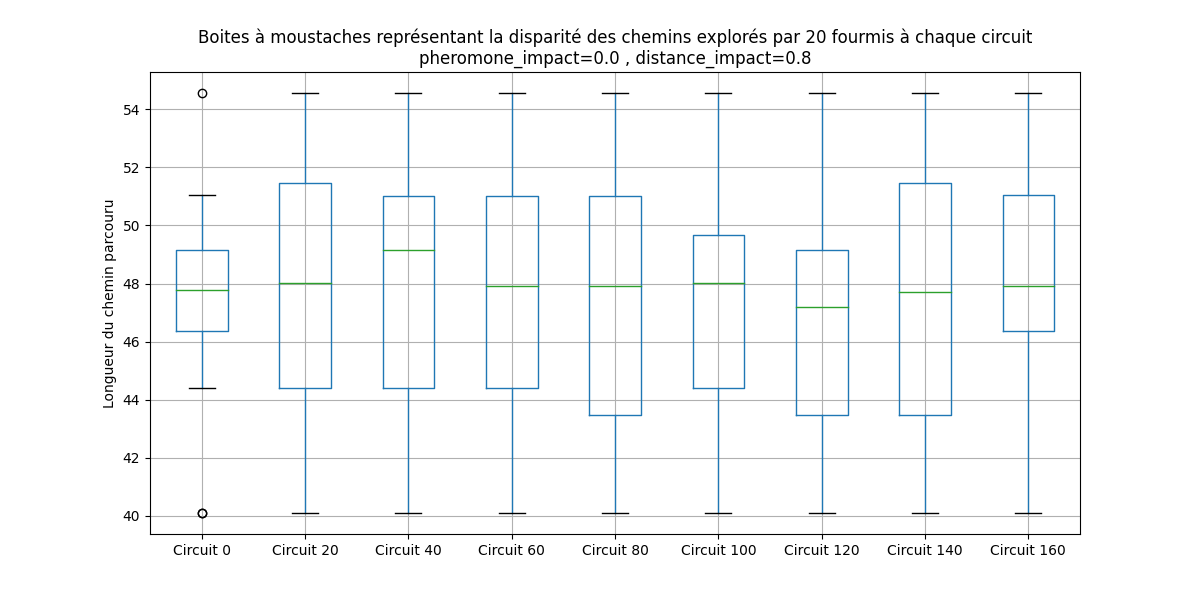 Boites à moustaches représentant la disparité des chemins explorés par 20 fourmis à chaque circuit
pheromone_impact=0.0 , distance_impact=0.8
Longueur du chemin parcouru
54
52
50
48
46
44
42
40
Circuit 0 Circuit 20 Circuit 40 Circuit 60 Circuit 80 Circuit 100 Circuit 120 Circuit 140 Circuit 160